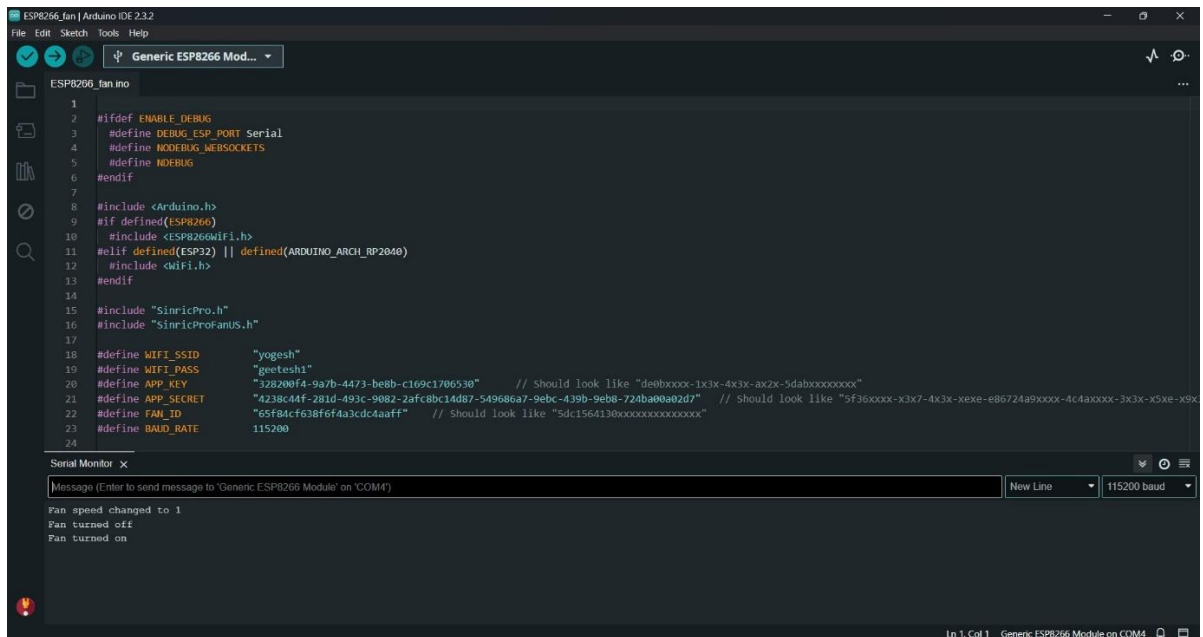 ESP8266_fan | Arduino IDE 2.3.2
File Edit Sketch Tools Help
Generic ESP8266 Mod...
ESP8266_fan.ino
...
1
2 #ifdef ENABLE_DEBUG
3 #define DEBUG_ESP_PORT Serial
4 #define NODEBUG_WEBSOCKETS
5 #define NDEBUG
6 #endif
7
8 #include <Arduino.h>
9 #if defined(ESP8266)
10 #include <ESP8266WiFi.h>
11 #elif defined(ESP32) || defined(ARDUINO_ARCH_RP2040)
12 #include <WiFi.h>
13 #endif
14
15 #include "SinricPro.h"
16 #include "SinricProFanUS.h"
17
18 #define WIFI_SSID "yogesh"
19 #define WIFI_PASS "geetesh1"
20 #define APP_KEY "328200f4-9a7b-4473-be8b-c169c1706530" // Should look like "de0bxxxx-1x3x-4x3x-ax2x-5dabxxxxxxxx"
21 #define APP_SECRET "4238c44f-281d-493c-9082-2afc8bc14d87-549686a7-9ebc-439b-9eb8-724ba00a02d7" // Should look like "5f36xxxx-x3x7-4x3x-xexe-e86724a9xxxx-4c4axxxx-3x3x-x5xe-x9x3
22 #define FAN_ID "65f84cf638f6f4a3cdc4aaff" // Should look like "5dc1564130xxxxxxxxxxxxxx"
23 #define BAUD_RATE 115200
24
Serial Monitor
Message (Enter to send message to 'Generic ESP8266 Module' on 'COM4') New Line 115200 baud
Fan speed changed to 1
Fan turned off
Fan turned on
Ln 1, Col 1 Generic ESP8266 Module on COM4